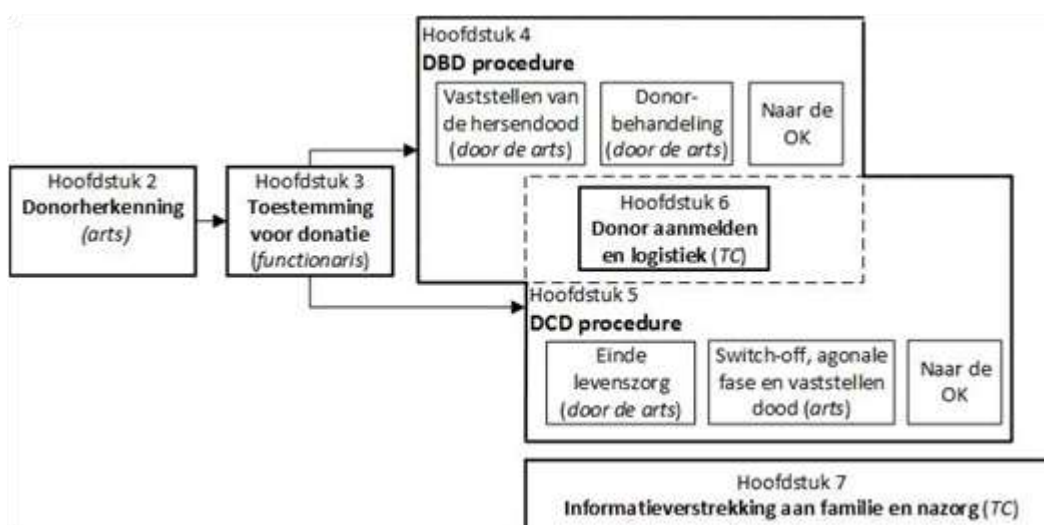 Hoofdstuk 2
Donorherkenning
(arts)
Hoofdstuk 3
Toestemming
voor donatie
(functionaris)
Hoofdstuk 4
DBD procedure
Vaststellen van
de hersendood
(door de arts)
Donor-
behandeling
(door de arts)
Naar de
OK
Hoofdstuk 6
Donor aanmelden
en logistiek (TC)
Hoofdstuk 5
DCD procedure
Einde
levenszorg
(door de arts)
Switch-off, agonale
fase en vaststellen
dood (arts)
Naar de
OK
Hoofdstuk 7
Informatieverstrekking aan familie en nazorg (TC)